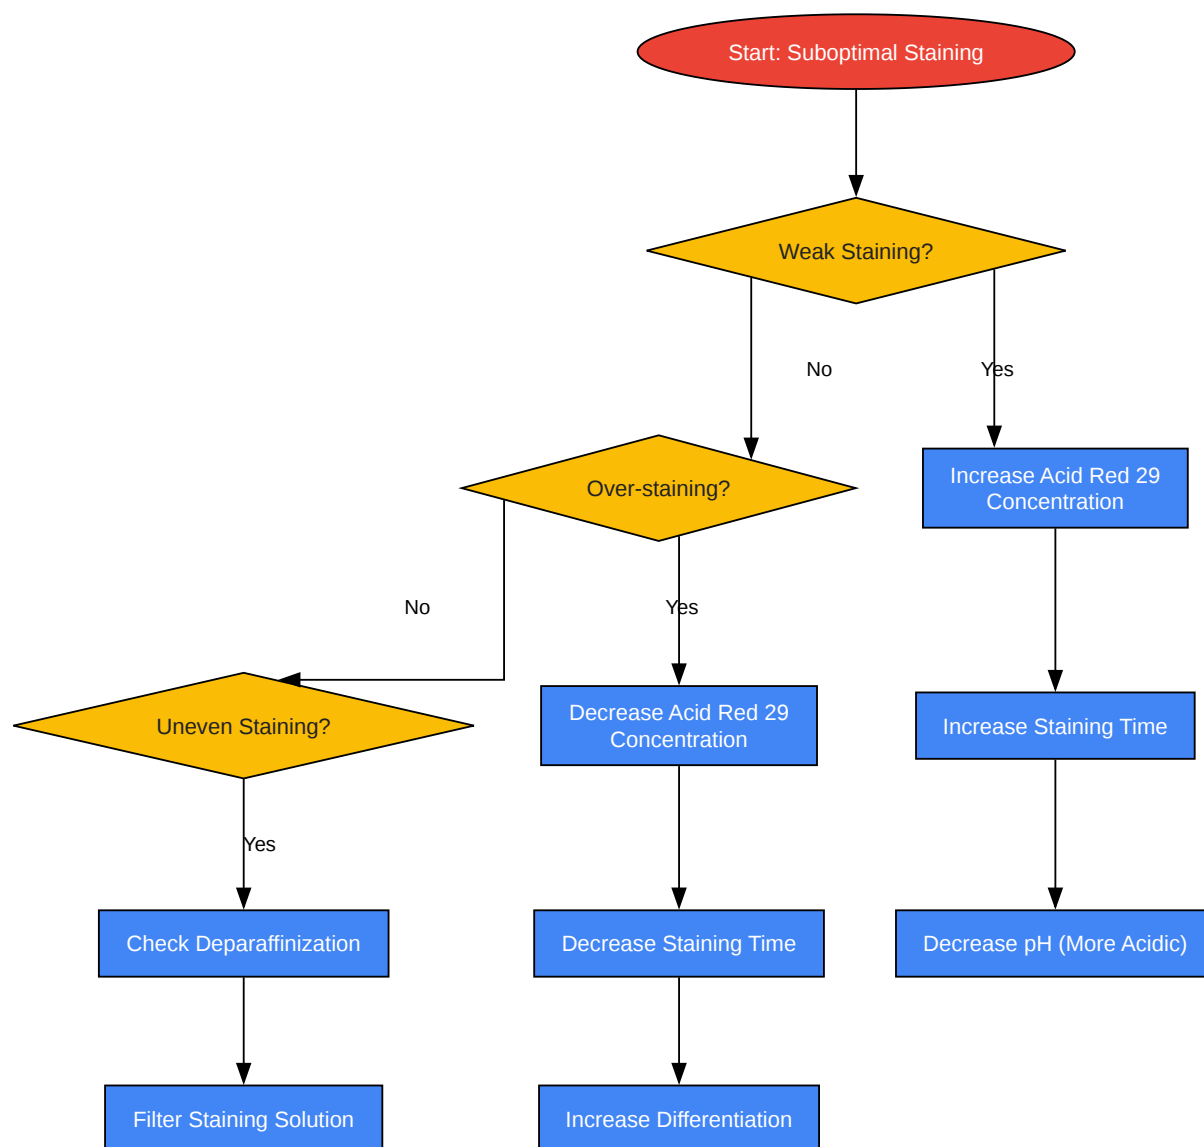 Start: Suboptimal Staining
Weak Staining?
No
Yes
Over-staining?
Increase Acid Red 29
Concentration
No
Yes
Uneven Staining?
Decrease Acid Red 29
Concentration
Increase Staining Time
Yes
Check Deparaffinization
Decrease Staining Time
Decrease pH (More Acidic)
Filter Staining Solution
Increase Differentiation